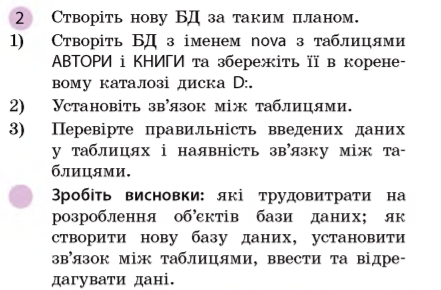 2 Створіть нову БД за таким планом.
1) Створіть БД з іменем nova з таблицями
АВТОРИ і КНИГИ та збережіть її в корене-
вому каталозі диска D:.
2) Установіть зв’язок між таблицями.
3) Перевірте правильність введених даних
у таблицях і наявність зв’язку між та-
блицями.
Зробіть висновки: які трудовитрати на
розроблення об’єктів бази даних; як
створити нову базу даних, установити
зв’язок між таблицями, ввести та відре-
дагувати дані.